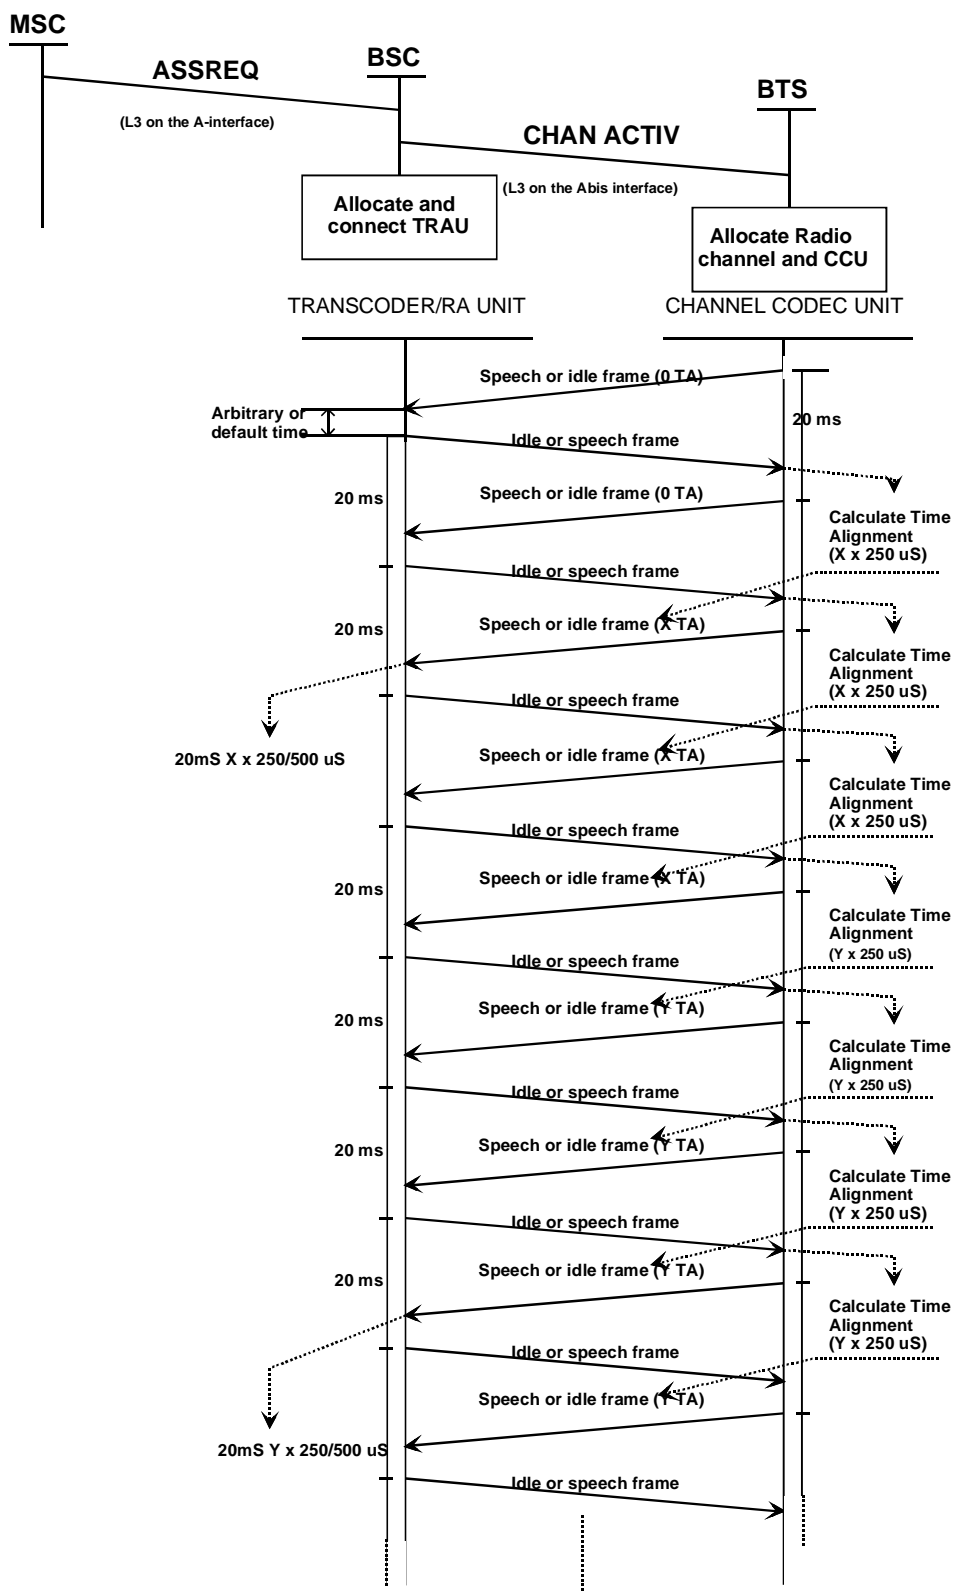 MSC
BSC
ASSREQ
BTS
(L3 on the A-interface)
CHAN ACTIV
(L3 on the Abis interface)
Allocate and
connect TRAU
Allocate Radio
channel and CCU
TRANSCODER/RA UNIT
CHANNEL CODEC UNIT
Speech or idle frame (0 TA)
Arbitrary or
default time
20 ms
Idle or speech frame
20 ms
Speech or idle frame (0 TA)
Calculate Time
Alignment
(X x 250 uS)
Idle or speech frame
20 ms
Speech or idle frame (X TA)
Calculate Time
Alignment
(X x 250 uS)
Idle or speech frame
20mS X x 250/500 uS
Speech or idle frame (X TA)
Calculate Time
Alignment
(X x 250 uS)
Idle or speech frame
20 ms
Speech or idle frame (X TA)
Calculate Time
Alignment
(Y x 250 uS)
Idle or speech frame
20 ms
Speech or idle frame (Y TA)
Calculate Time
Alignment
(Y x 250 uS)
Idle or speech frame
20 ms
Speech or idle frame (Y TA)
Calculate Time
Alignment
(Y x 250 uS)
Idle or speech frame
20 ms
Speech or idle frame (Y TA)
Calculate Time
Alignment
(Y x 250 uS)
Idle or speech frame
Speech or idle frame (Y TA)
20mS Y x 250/500 uS
Idle or speech frame